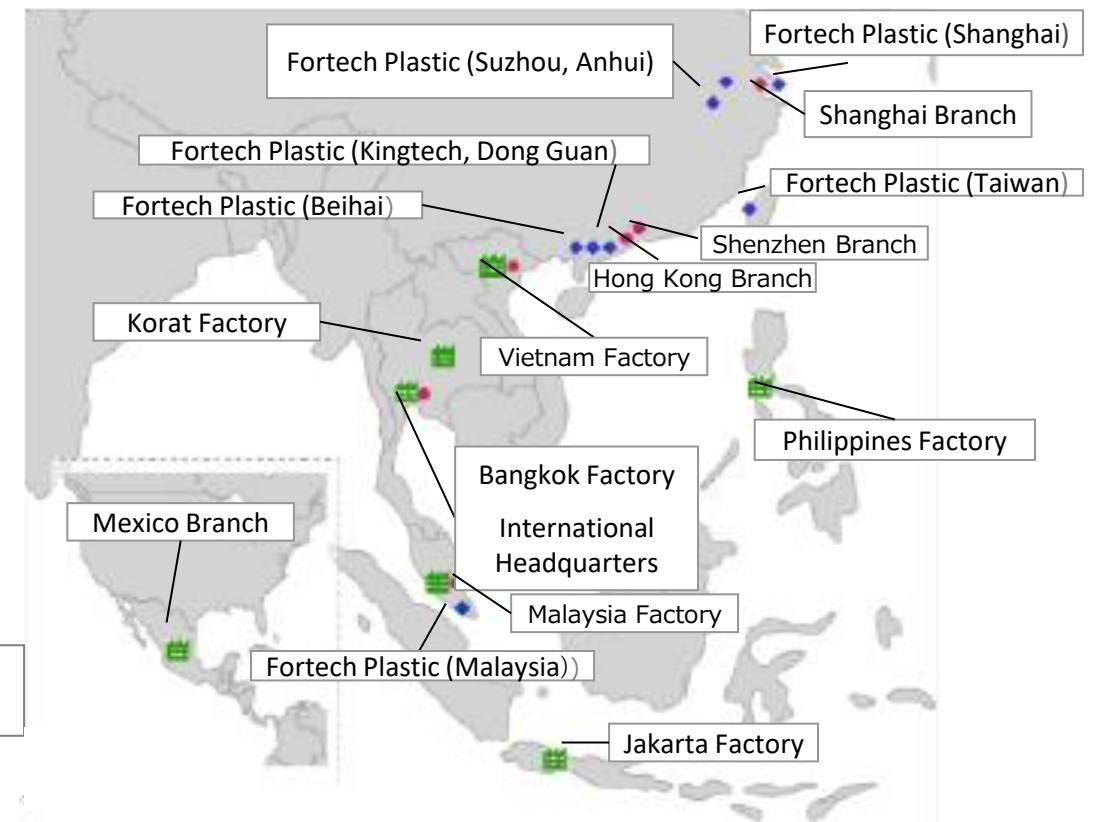 Fortech Plastic (Shanghai)
Fortech Plastic (Suzhou, Anhui)
Shanghai Branch
Fortech Plastic (Kingtech, Dong Guan)
Fortech Plastic (Taiwan)
Fortech Plastic (Beihai)
Shenzhen Branch
Hong Kong Branch
Korat Factory
Vietnam Factory
Philippines Factory
Bangkok Factory
International
Headquarters
Mexico Branch
Malaysia Factory
Fortech Plastic (Malaysia))
Jakarta Factory